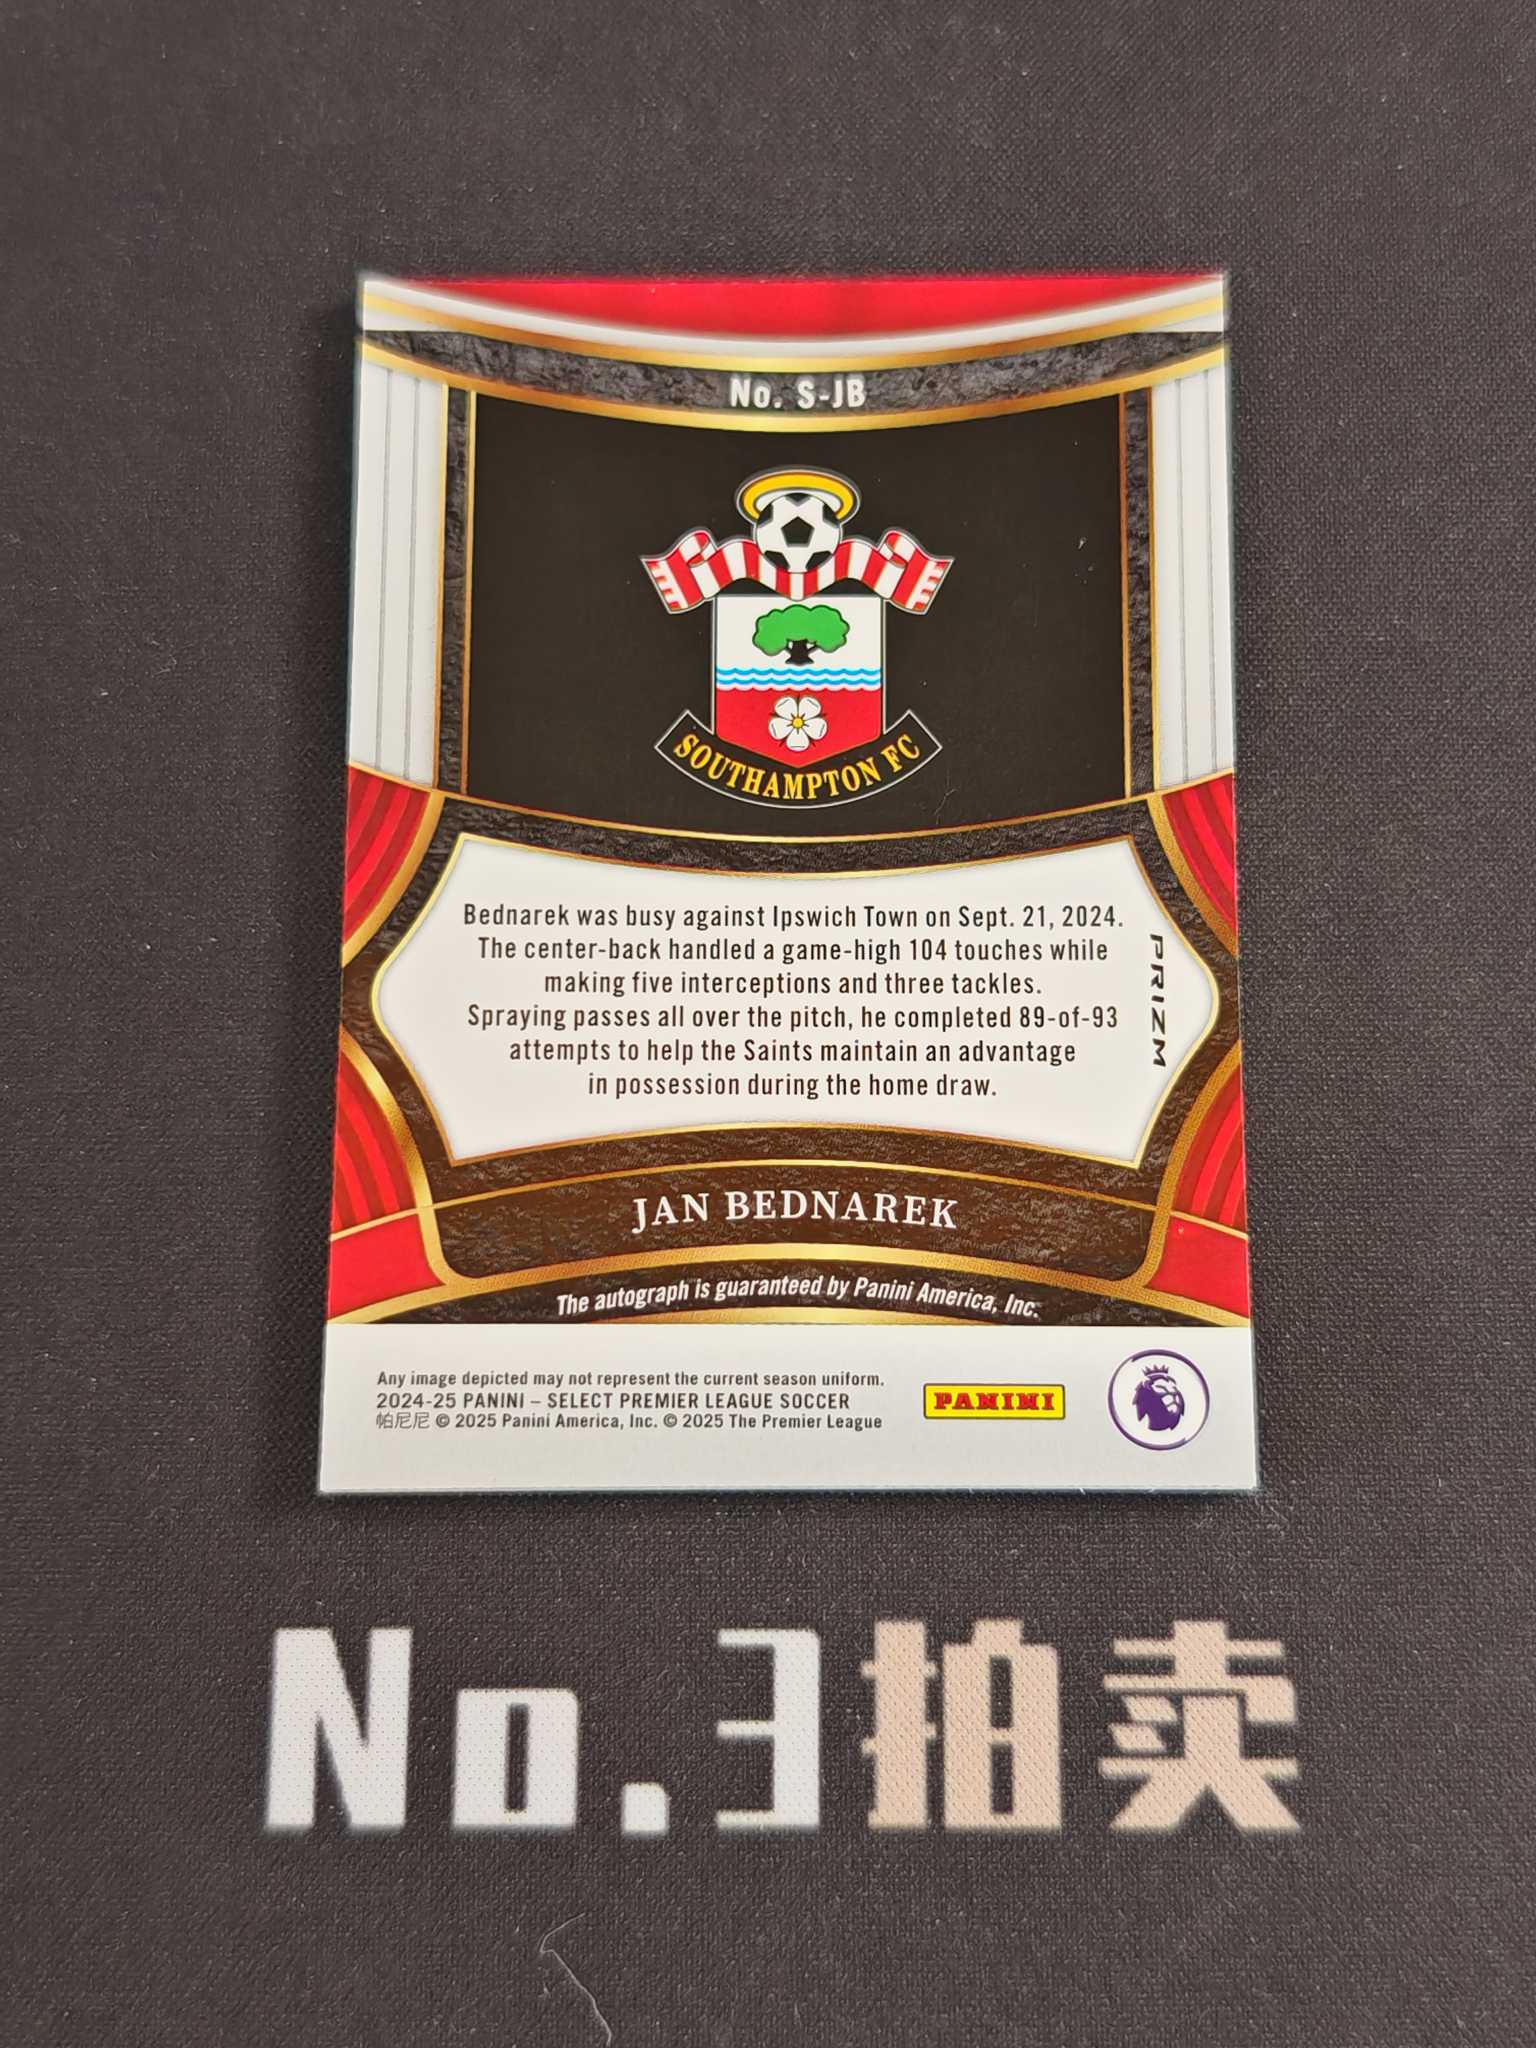 No. S-JB
SOUTHAMPTON FC
Bednarek was busy against Ipswich Town on Sept. 21, 2024.
The center-back handled a game-high 104 touches while
making five interceptions and three tackles.
Spraying passes all over the pitch, he completed 89-of-93
attempts to help the Saints maintain an advantage
in possession during the home draw.
PRIZM
JAN BEDNAREK
The autograph is guaranteed by Panini America, Inc.
Any image depicted may not represent the current season uniform.
2024-25 PANINI – SELECT PREMIER LEAGUE SOCCER
帕尼尼 © 2025 Panini America, Inc. © 2025 The Premier League
PANINI
No.3拍卖